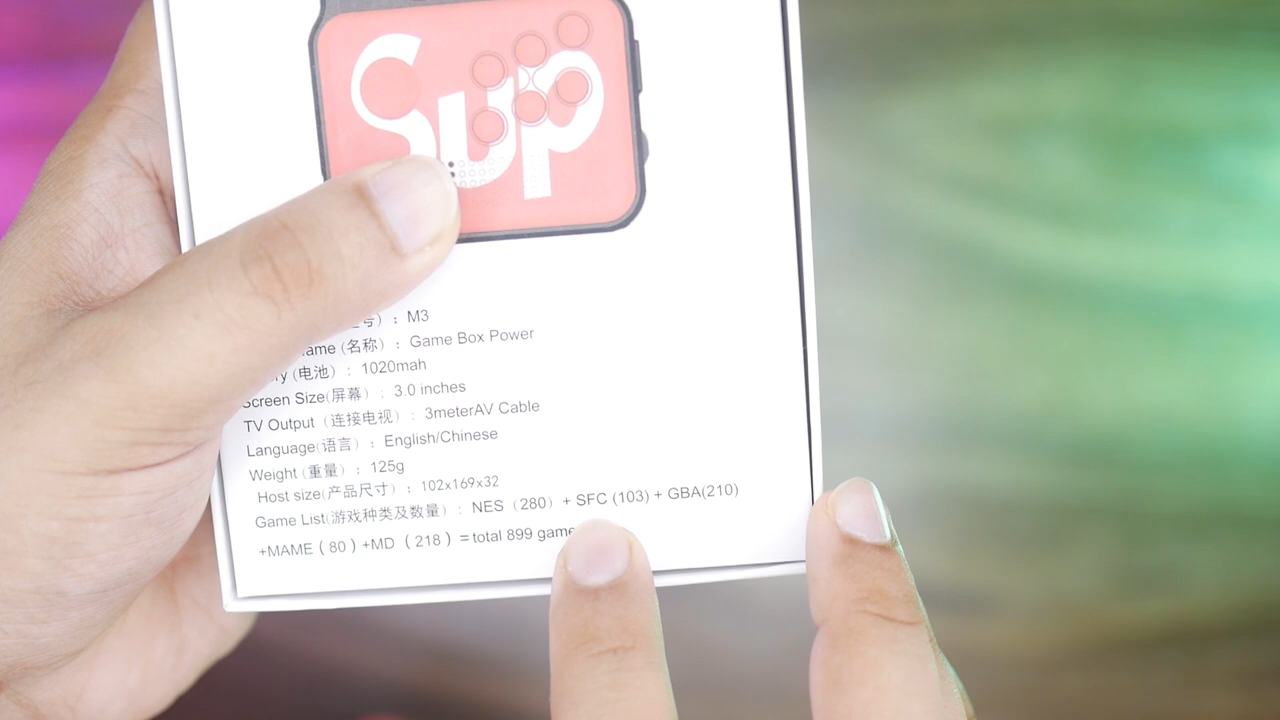 Sup
号）: M3
ame (名称）: Game Box Power
y (电池）: 1020mah
Screen Size(屏幕）: 3.0 inches
TV Output（连接电视）: 3meterAV Cable
Language(语言）: English/Chinese
Weight (重量）: 125g
Host size(产品尺寸）: 102x169x32
Game List(游戏种类及数量）: NES（280）+ SFC (103) + GBA(210)
+MAME ( 80 ) +MD ( 218 ) =total 899 game